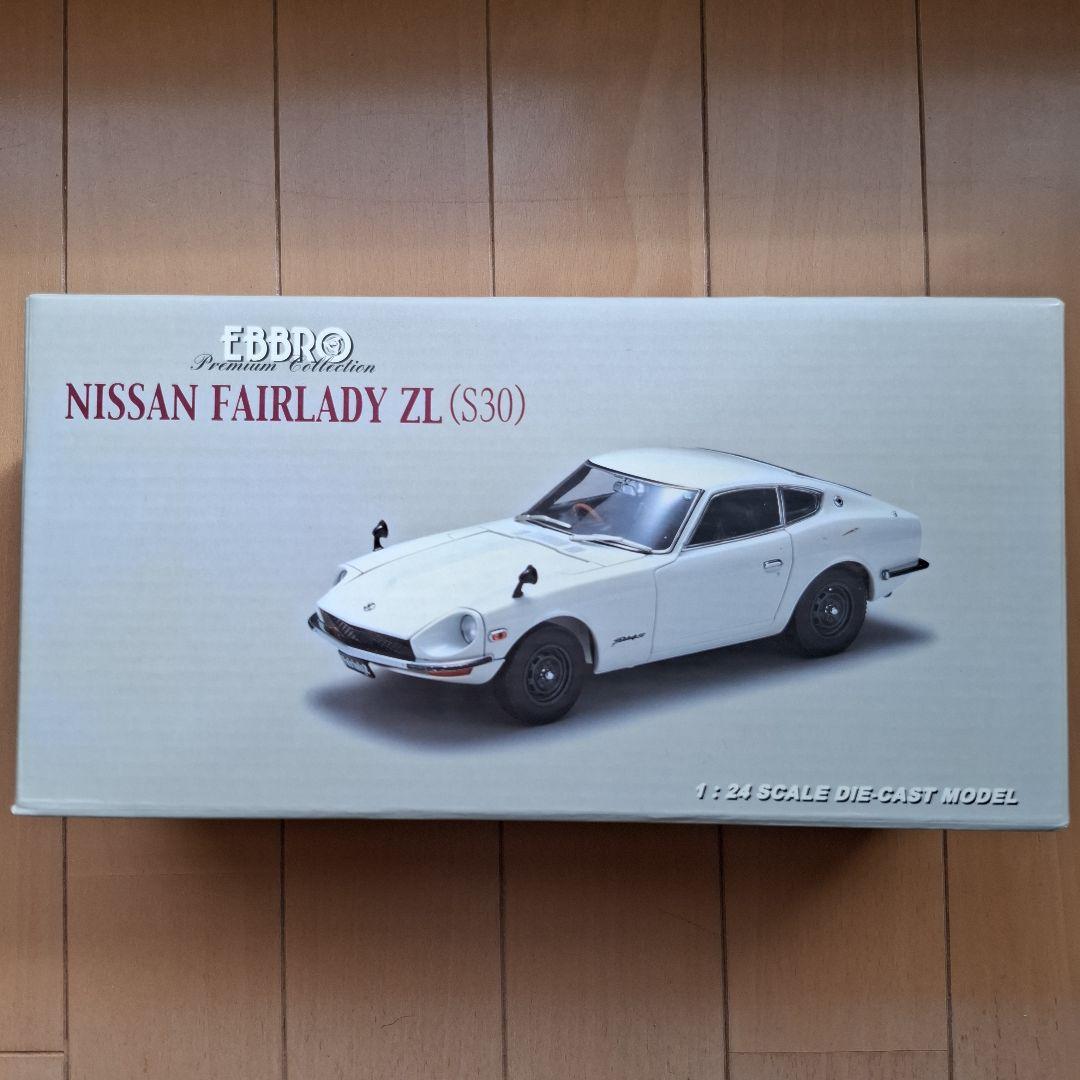 EBBRO
Premium Collection
NISSAN FAIRLADY ZL (S30)
1 : 24 SCALE DIE-CAST MODEL